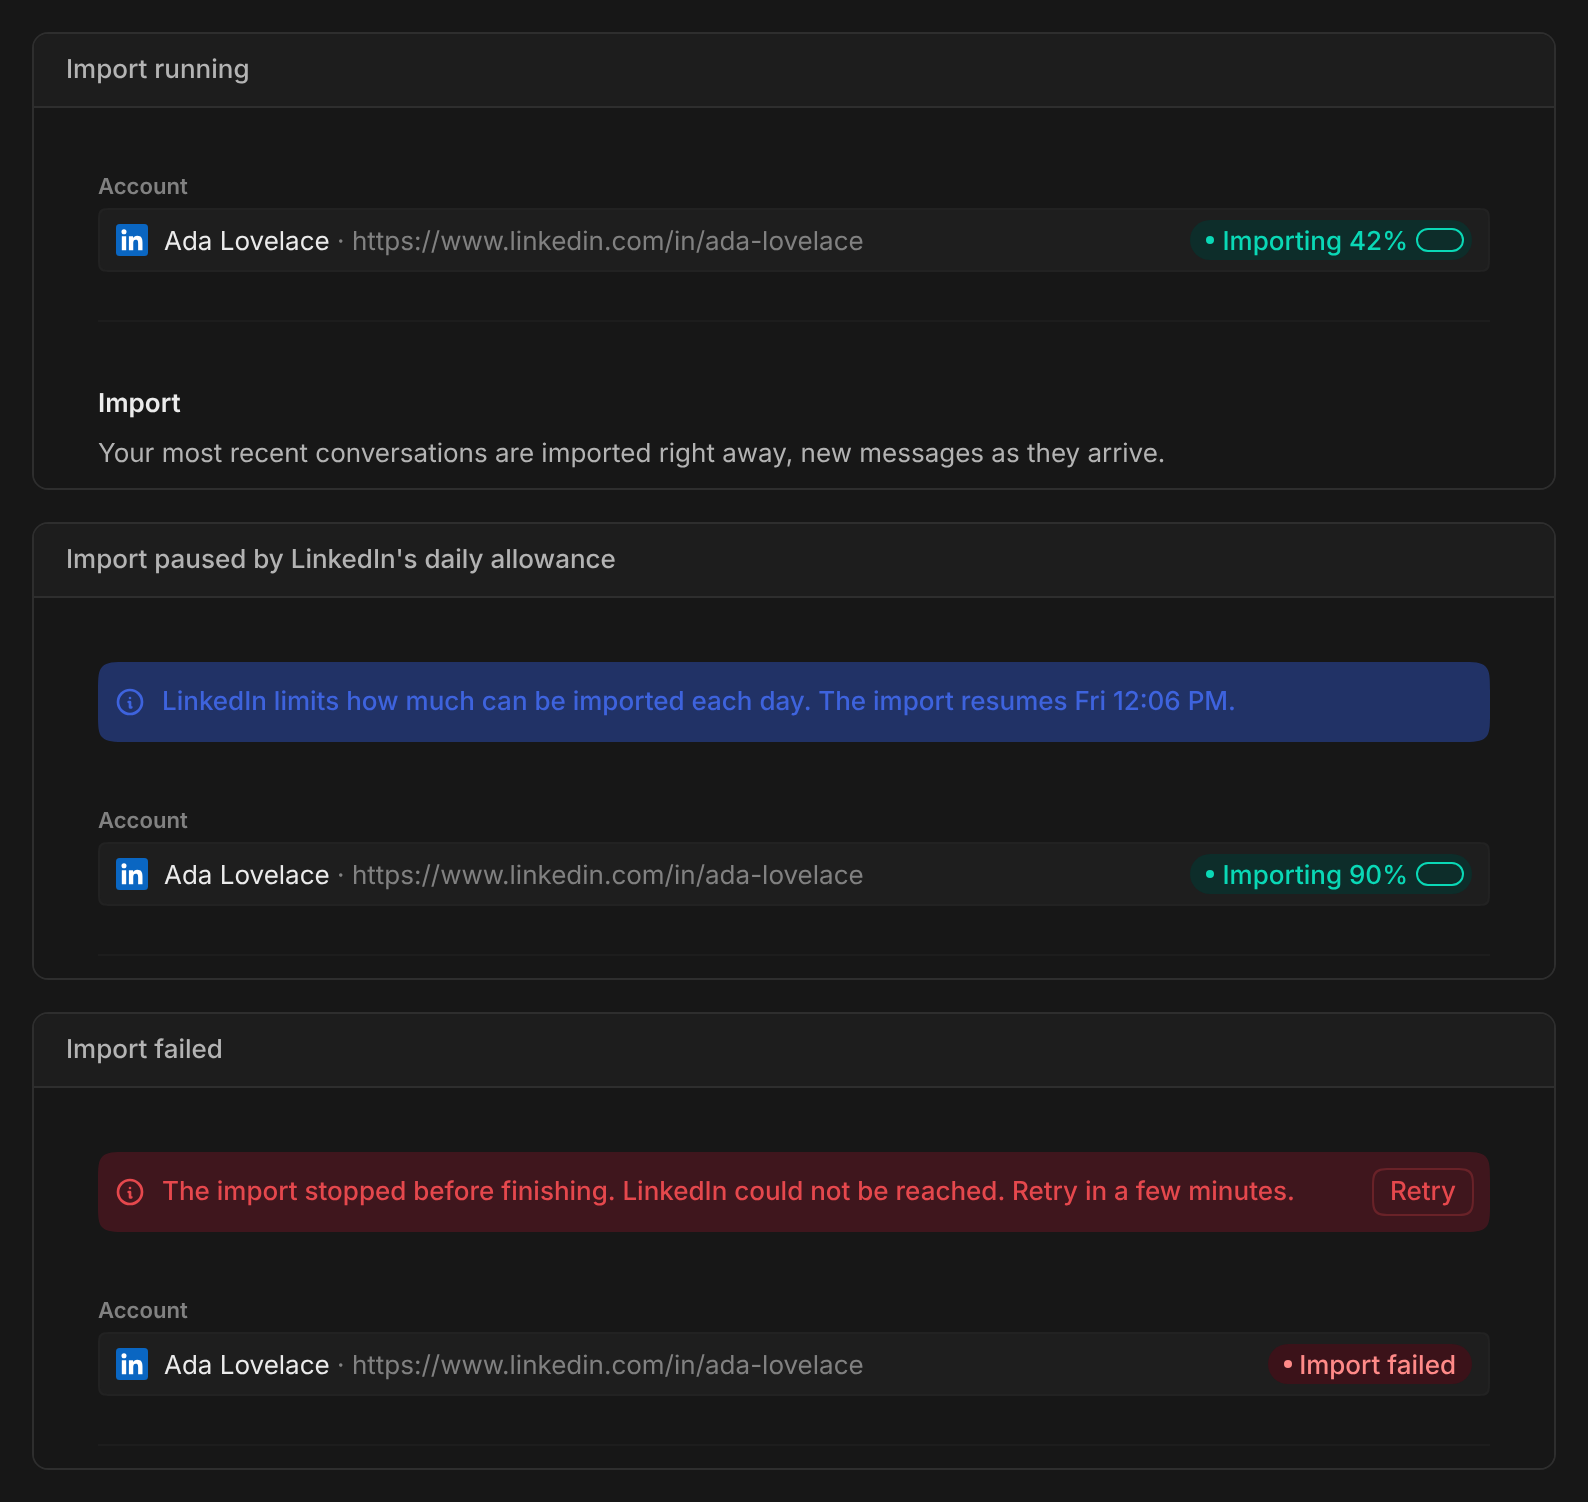 Import running
Account
in Ada Lovelace · https://www.linkedin.com/in/ada-lovelace • Importing 42%
Import
Your most recent conversations are imported right away, new messages as they arrive.
Import paused by LinkedIn's daily allowance
LinkedIn limits how much can be imported each day. The import resumes Fri 12:06 PM.
Account
in Ada Lovelace · https://www.linkedin.com/in/ada-lovelace • Importing 90%
Import failed
The import stopped before finishing. LinkedIn could not be reached. Retry in a few minutes. Retry
Account
in Ada Lovelace · https://www.linkedin.com/in/ada-lovelace • Import failed